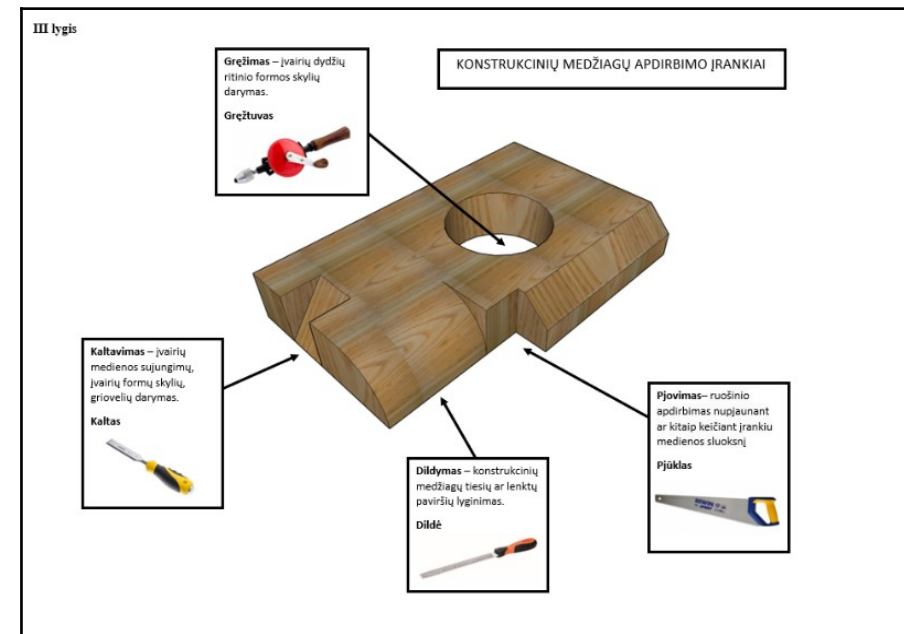 III lygis
KONSTRUKCINIŲ MEDŽIAGŲ APDIRBIMO ĮRANKIAI
Gręžimas – įvairių dydžių
ritinio formos skylių
darymas.
Gręžtuvas
Kaltavimas – įvairių
medienos sujungimų,
įvairių formų skylių,
griovelių darymas.
Kaltas
Dildymas – konstrukcinių
medžiagų tiesių ar lenktų
paviršių lyginimas.
Dildė
Pjovimas– ruošinio
apdirbimas nupjaunant
ar kitaip keičiant įrankiu
medienos sluoksnį
Pjūklas